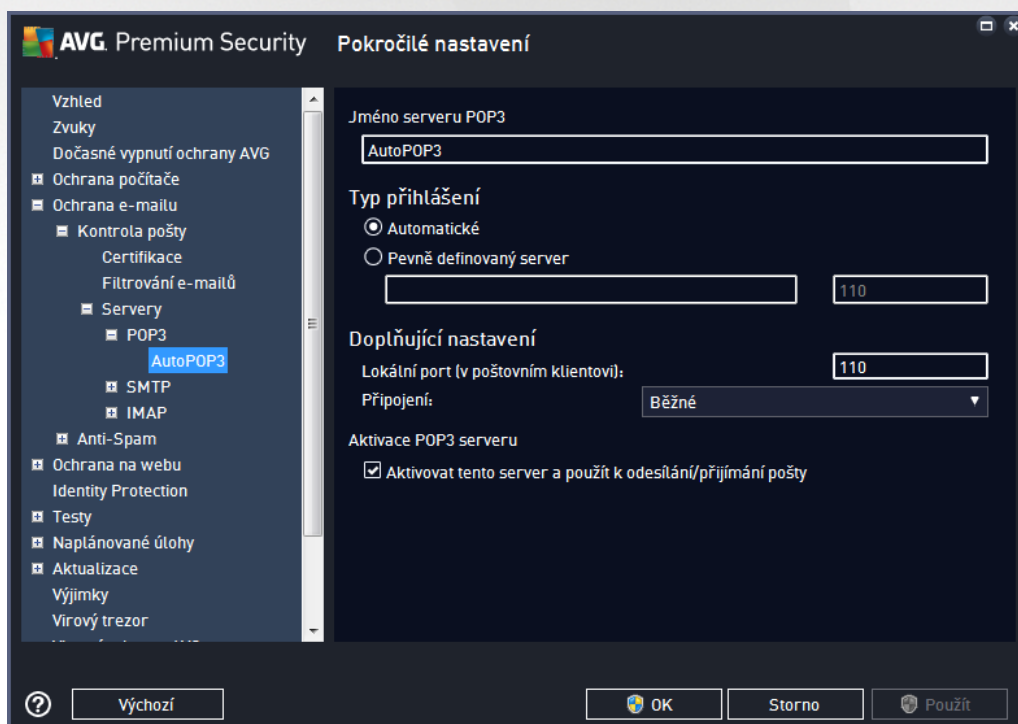 AVG. Premium Security
Pokročilé nastavení
Vzhled
Zvuky
Dočasné vypnutí ochrany AVG
Ochrana počítače
Ochrana e-mailu
Kontrola pošty
Certifikace
Filtrování e-mailů
Servery
POP3
AutoPOP3
SMTP
IMAP
Anti-Spam
Ochrana na webu
Identity Protection
Testy
Naplánované úlohy
Aktualizace
Výjimky
Virový trezor
Jméno serveru POP3
AutoPOP3
Typ přihlášení
Automatické
Pevně definovaný server
110
Doplňující nastavení
Lokální port (v poštovním klientovi): 110
Připojení: Běžné
Aktivace POP3 serveru
Aktivovat tento server a použít k odesílání/přijímání pošty
? Výchozí OK Storno Použít